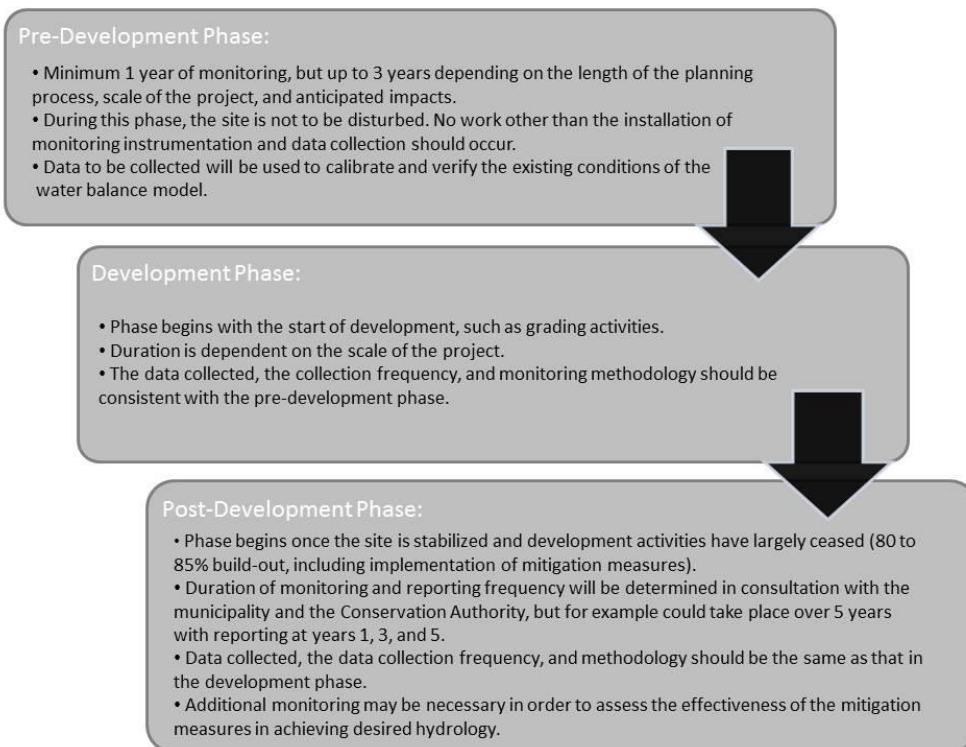 Pre-Development Phase:
• Minimum 1 year of monitoring, but up to 3 years depending on the length of the planning
process, scale of the project, and anticipated impacts.
• During this phase, the site is not to be disturbed. No work other than the installation of
monitoring instrumentation and data collection should occur.
• Data to be collected will be used to calibrate and verify the existing conditions of the
water balance model.
Development Phase:
• Phase begins with the start of development, such as grading activities.
• Duration is dependent on the scale of the project.
• The data collected, the collection frequency, and monitoring methodology should be
consistent with the pre-development phase.
Post-Development Phase:
• Phase begins once the site is stabilized and development activities have largely ceased (80 to
85% build-out, including implementation of mitigation measures).
• Duration of monitoring and reporting frequency will be determined in consultation with the
municipality and the Conservation Authority, but for example could take place over 5 years
with reporting at years 1, 3, and 5.
• Data collected, the data collection frequency, and methodology should be the same as that in
the development phase.
• Additional monitoring may be necessary in order to assess the effectiveness of the mitigation
measures in achieving desired hydrology.